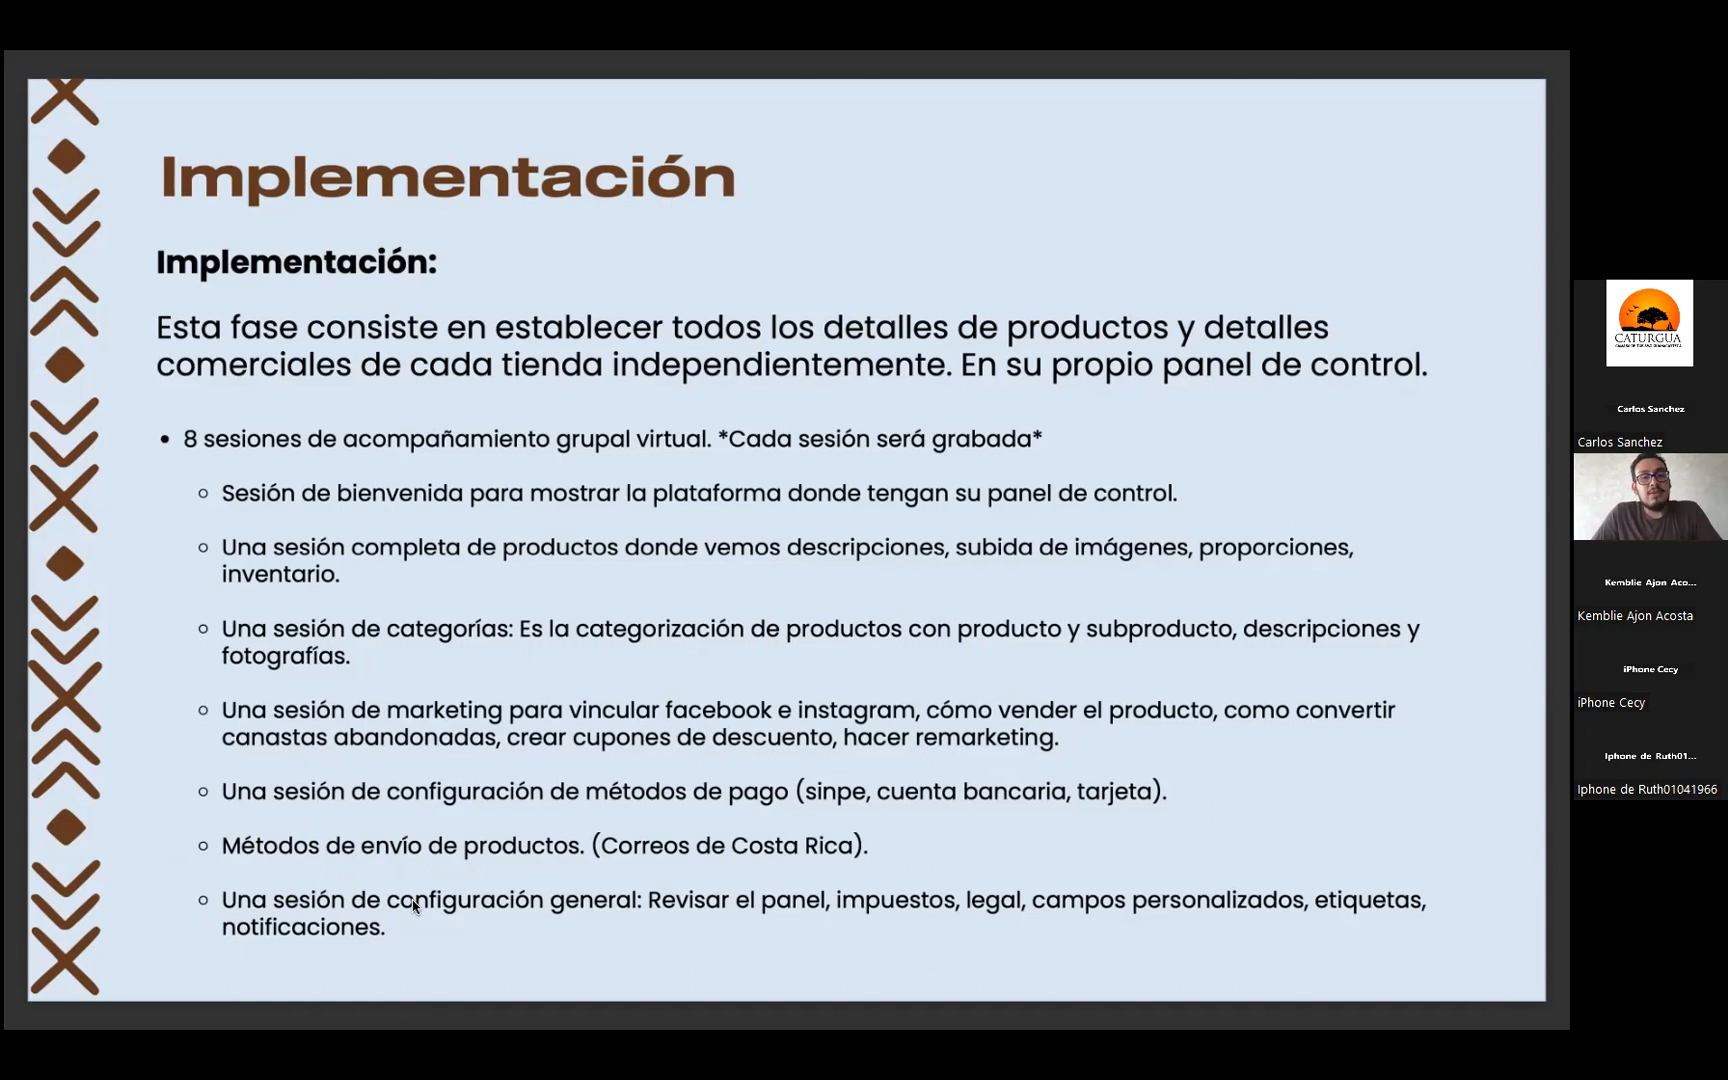 Implementación
Implementación:
Esta fase consiste en establecer todos los detalles de productos y detalles
comerciales de cada tienda independientemente. En su propio panel de control.
• 8 sesiones de acompañamiento grupal virtual. *Cada sesión será grabada*
◦ Sesión de bienvenida para mostrar la plataforma donde tengan su panel de control.
◦ Una sesión completa de productos donde vemos descripciones, subida de imágenes, proporciones,
inventario.
◦ Una sesión de categorías: Es la categorización de productos con producto y subproducto, descripciones y
fotografías.
◦ Una sesión de marketing para vincular facebook e instagram, cómo vender el producto, como convertir
canastas abandonadas, crear cupones de descuento, hacer remarketing.
◦ Una sesión de configuración de métodos de pago (sinpe, cuenta bancaria, tarjeta).
◦ Métodos de envío de productos. (Correos de Costa Rica).
◦ Una sesión de configuración general: Revisar el panel, impuestos, legal, campos personalizados, etiquetas,
notificaciones.
CATURGUA
Carlos Sanchez
Carlos Sanchez
Kemblie Ajon Aco...
Kemblie Ajon Acosta
iPhone Cecy
iPhone Cecy
Iphone de Ruth01...
Iphone de Ruth01041966